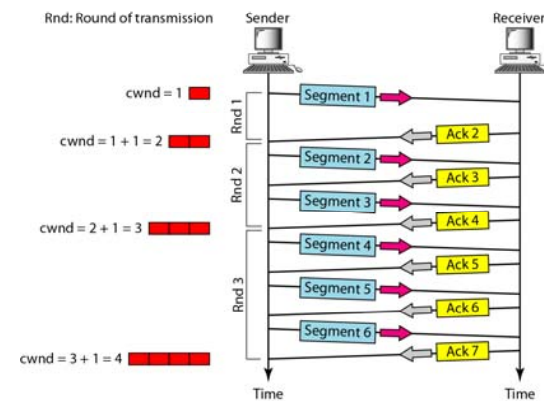 Rnd: Round of transmission
Sender
Receiver
cwnd = 1
Rnd 1
Segment 1
Ack 2
cwnd = 1 + 1 = 2
Rnd 2
Segment 2
Ack 3
Segment 3
Ack 4
cwnd = 2 + 1 = 3
Rnd 3
Segment 4
Ack 5
Segment 5
Ack 6
Segment 6
Ack 7
cwnd = 3 + 1 = 4
Time
Time